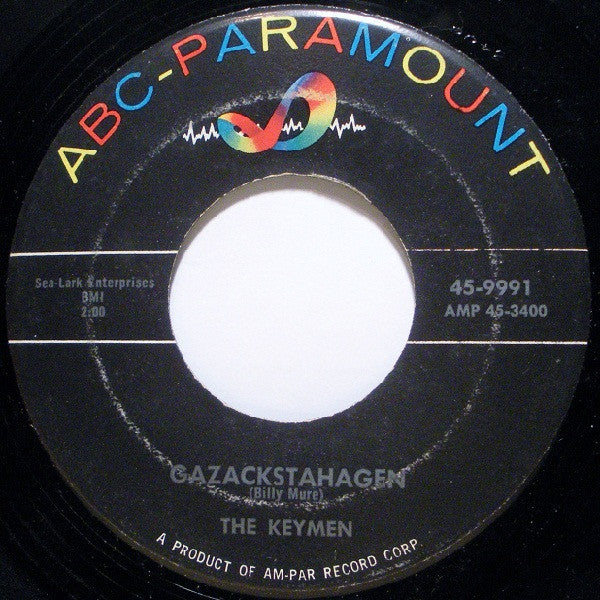 ABC-PARAMOUNT
Sea-Lark Enterprises
BMI
2:00
45-9991
AMP 45-3400
GAZACKSTAHAGEN
(Billy Mure)
THE KEYMEN
A PRODUCT OF AM-PAR RECORD CORP.